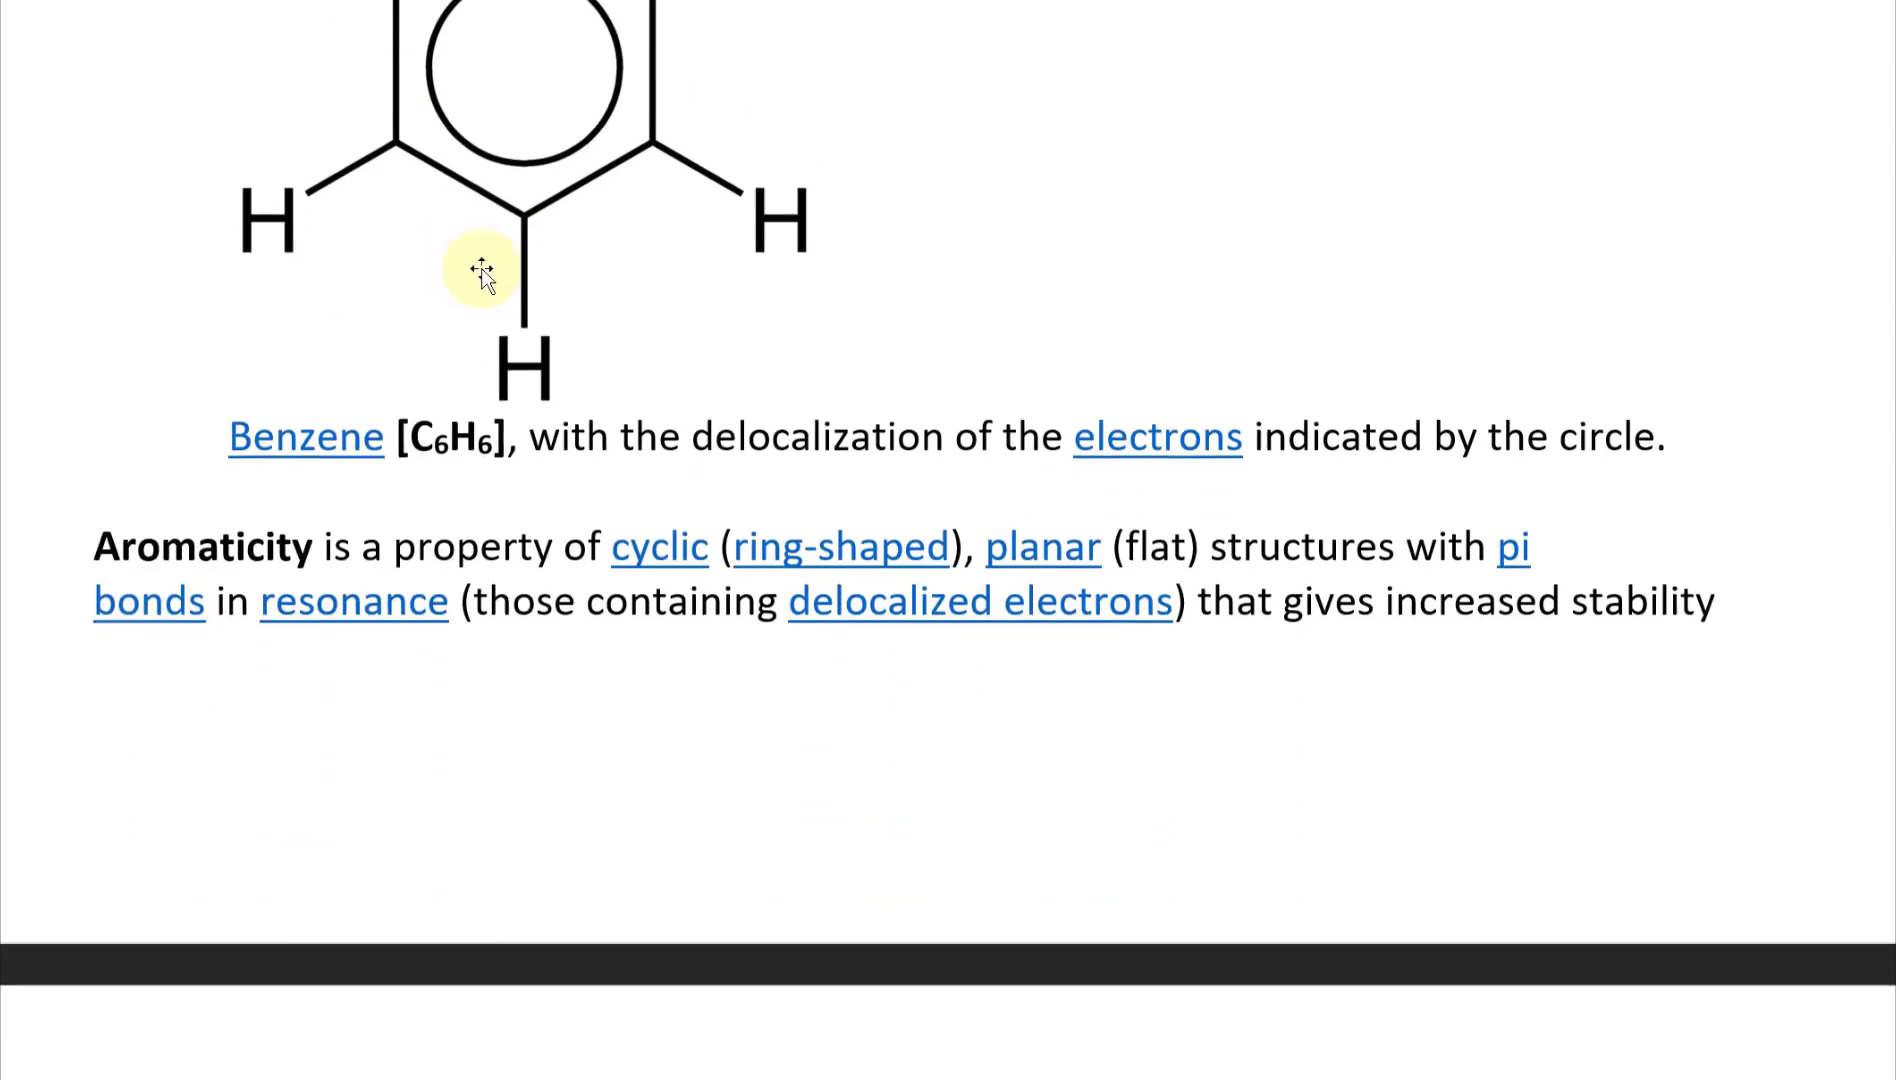 H H
H
Benzene [C₆H₆], with the delocalization of the electrons indicated by the circle.
Aromaticity is a property of cyclic (ring-shaped), planar (flat) structures with pi
bonds in resonance (those containing delocalized electrons) that gives increased stability